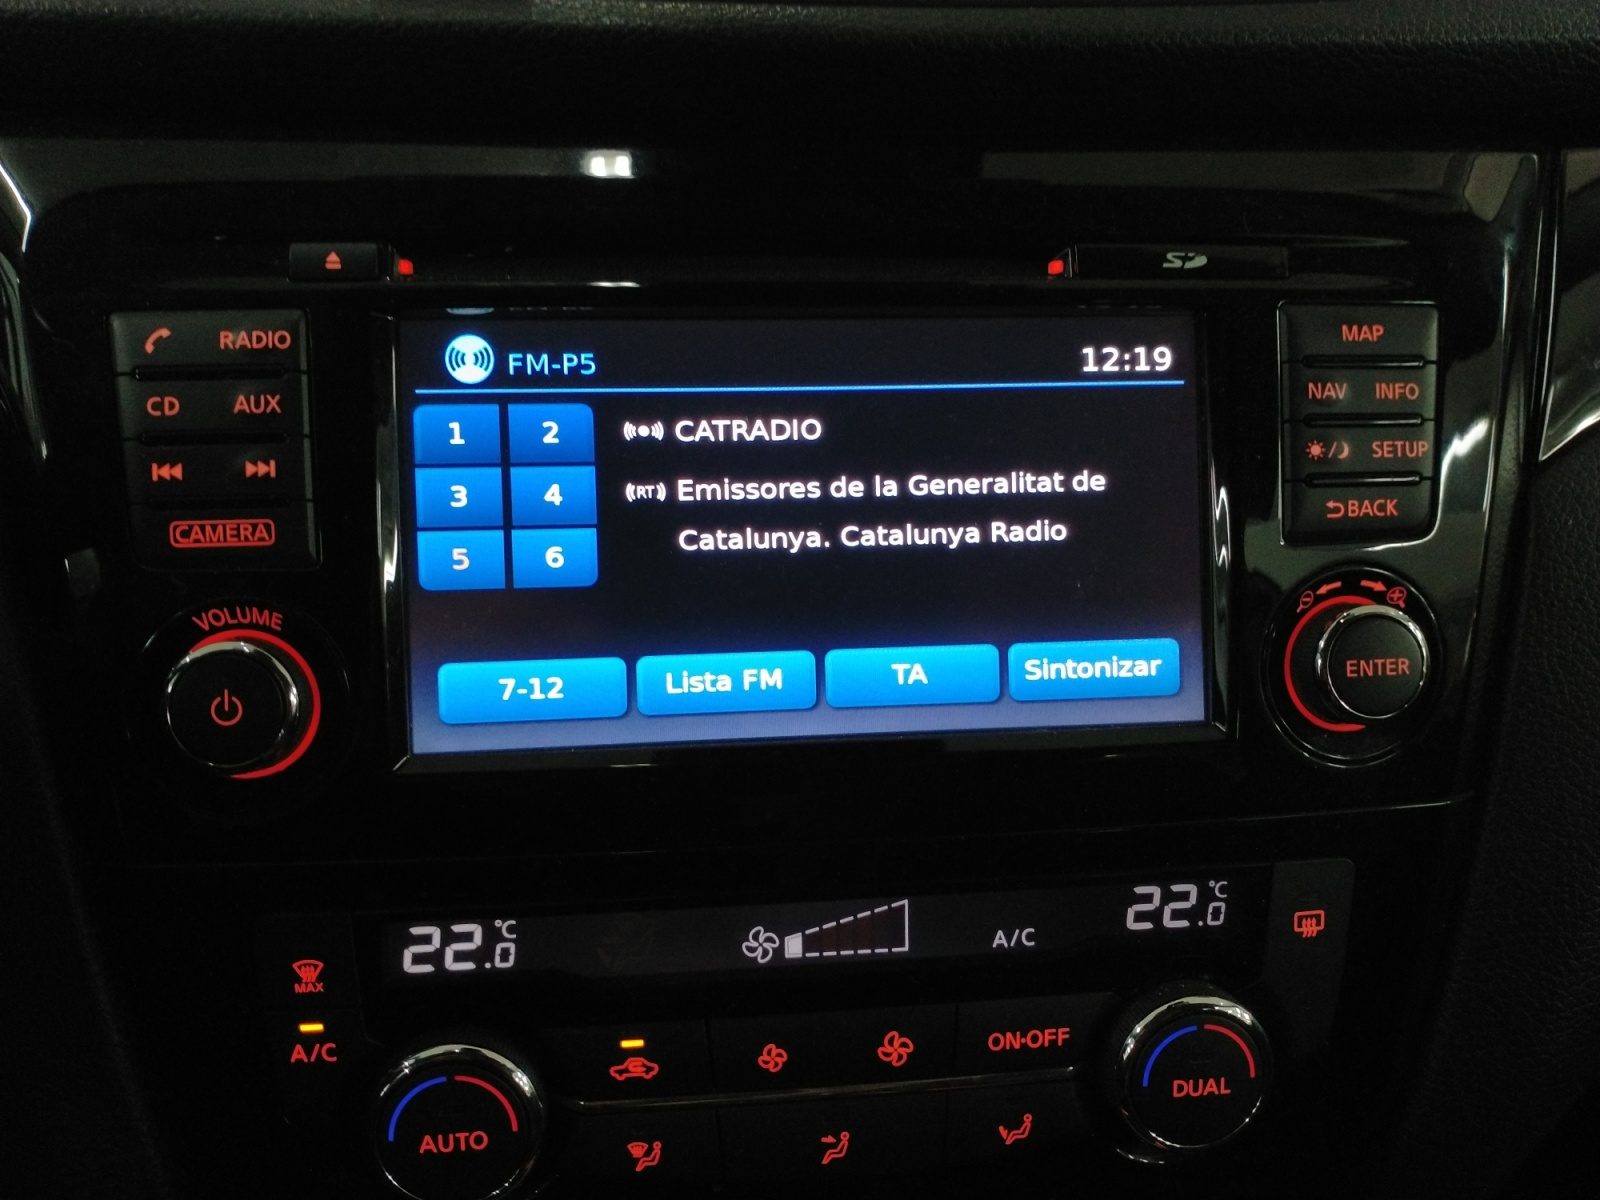 SD
RADIO
CD AUX
CAMERA
VOLUME
FM-P5 12:19
1 2
3 4
5 6
CATRADIO
RT Emissores de la Generalitat de
Catalunya. Catalunya Radio
7-12 Lista FM TA Sintonizar
MAP
NAV INFO
SETUP
BACK
ENTER
22.0 °C A/C 22.0 °C
MAX
A/C
ON·OFF
AUTO
DUAL